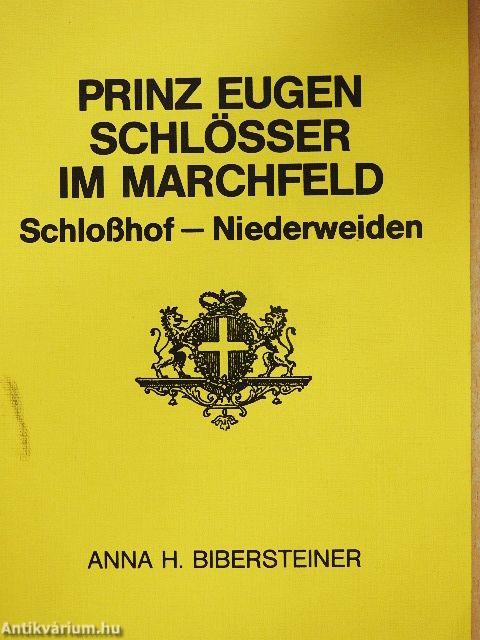 PRINZ EUGEN
SCHLÖSSER
IM MARCHFELD
Schloßhof – Niederweiden
ANNA H. BIBERSTEINER
Antikvárium.hu